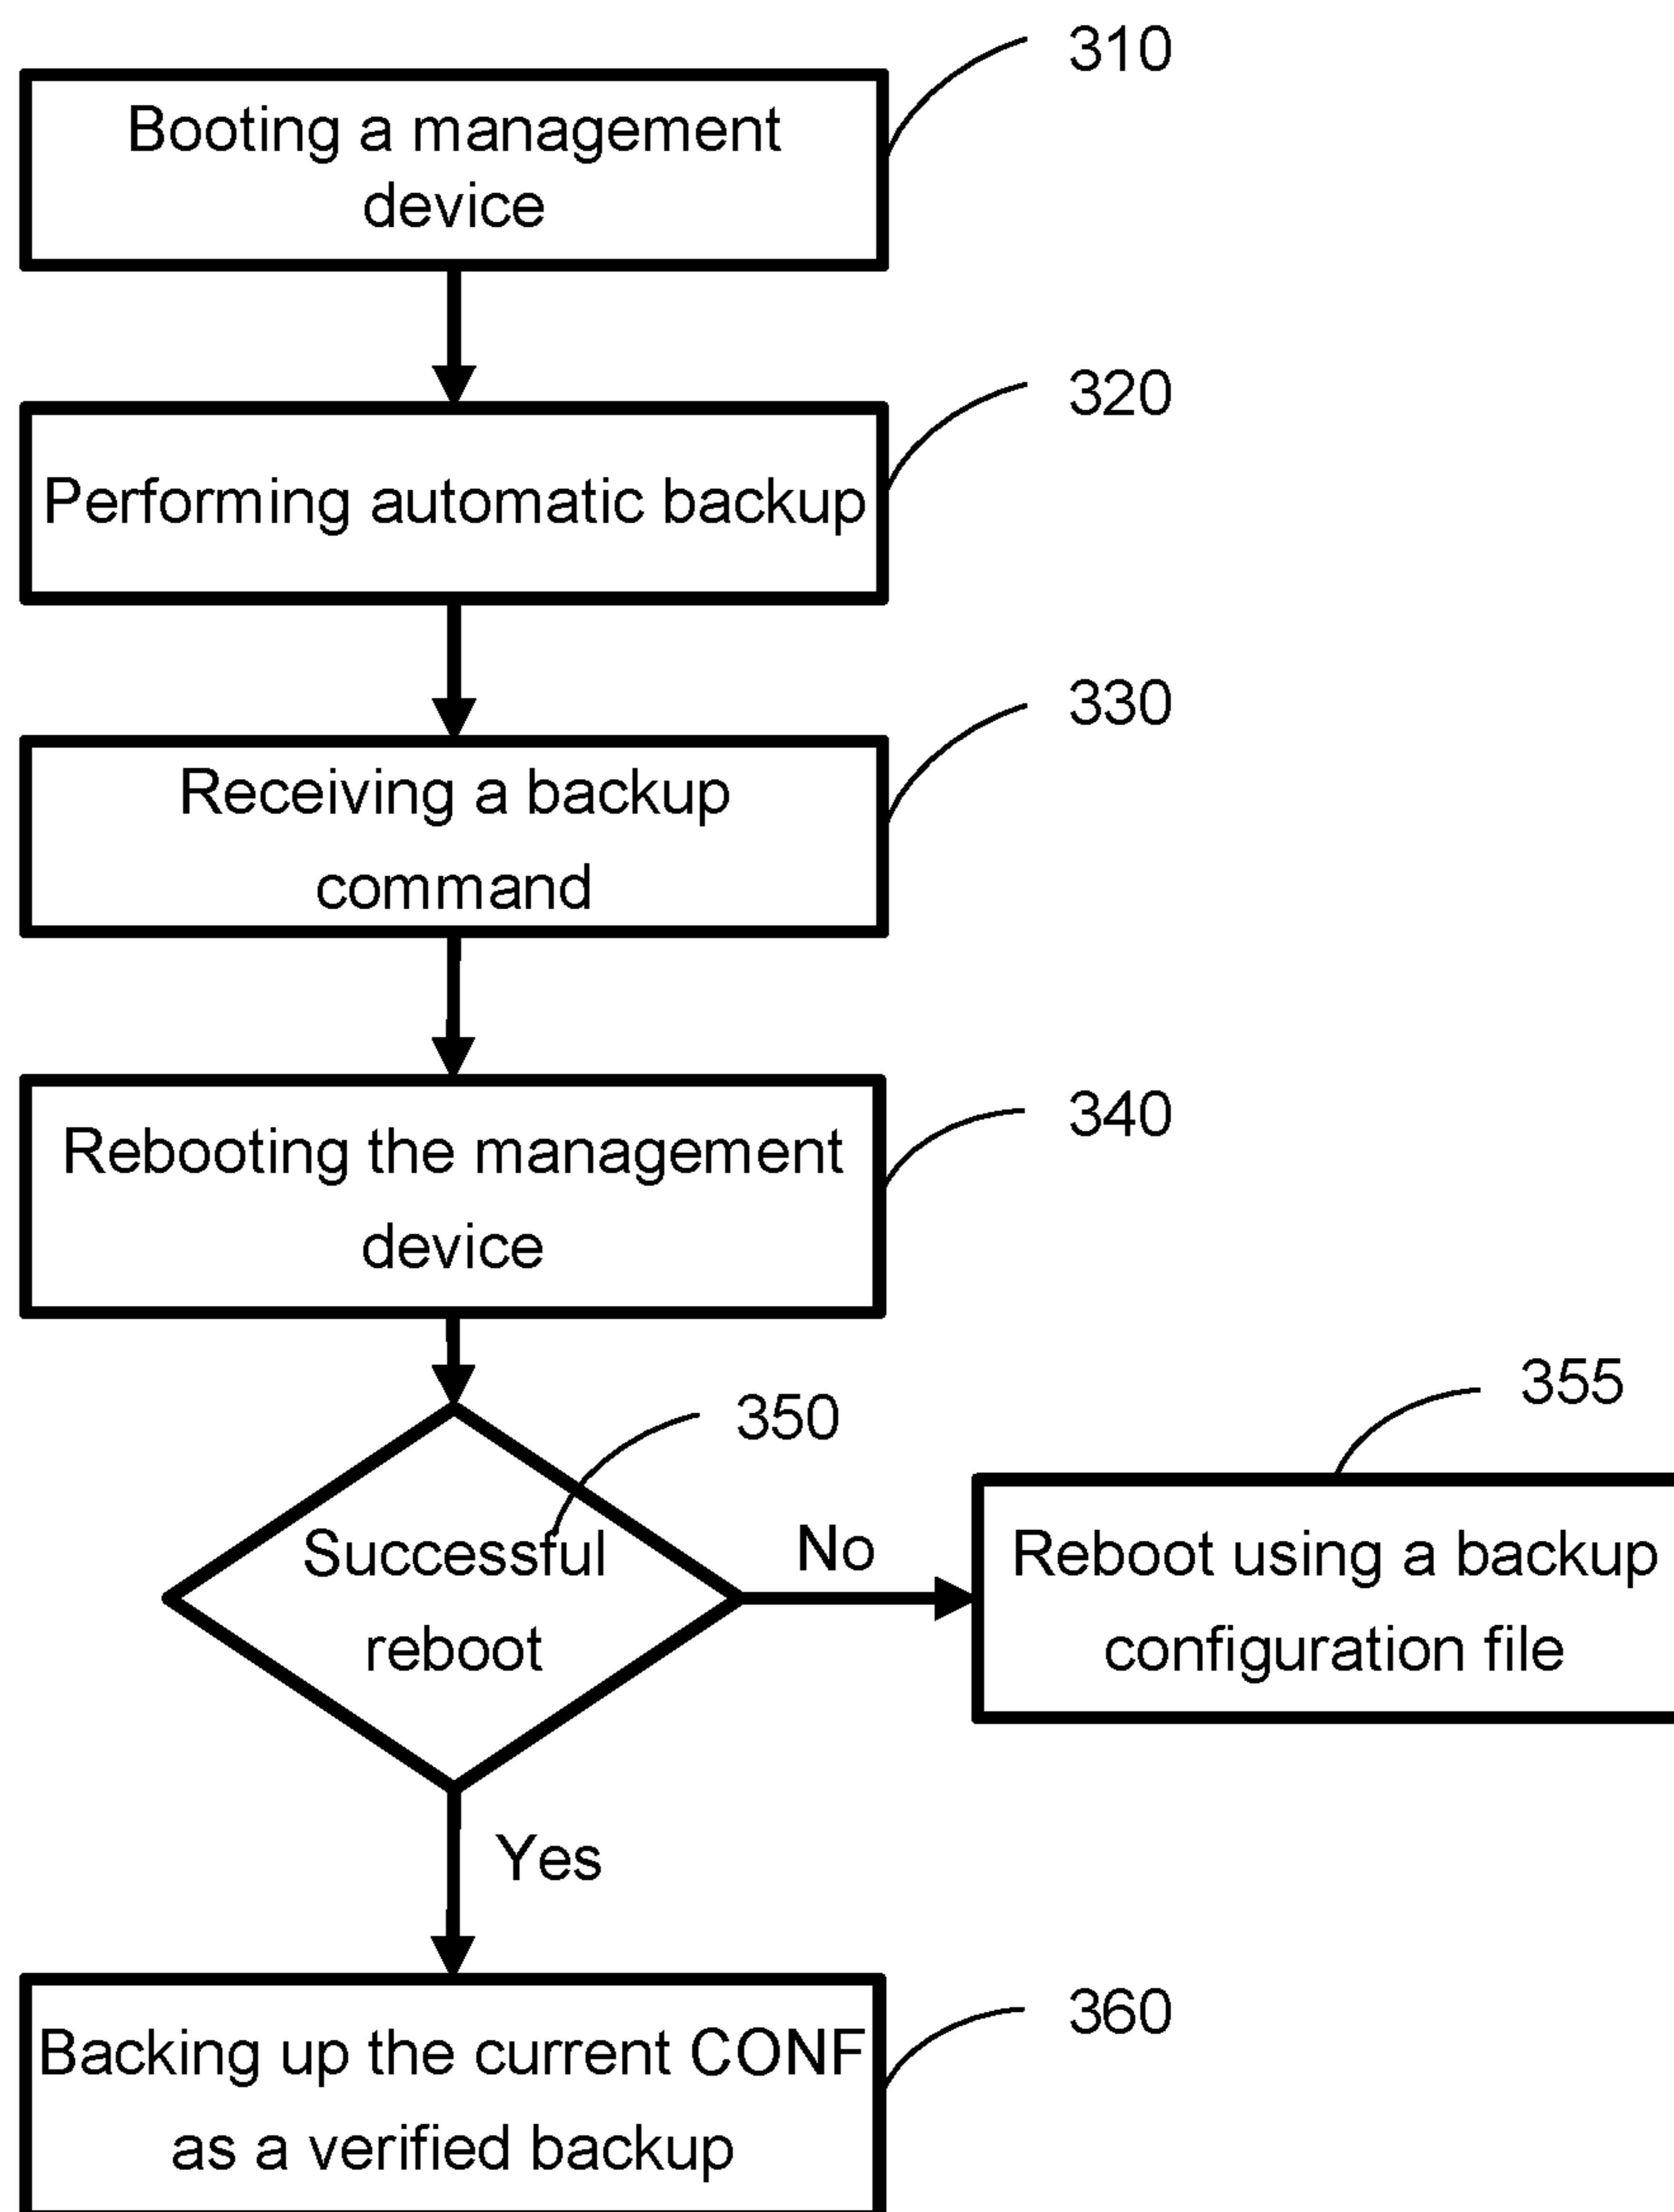 310
Booting a management
device
320
Performing automatic backup
330
Receiving a backup
command
340
Rebooting the management
device
350
355
Successful
reboot
No
Reboot using a backup
configuration file
Yes
360
Backing up the current CONF
as a verified backup